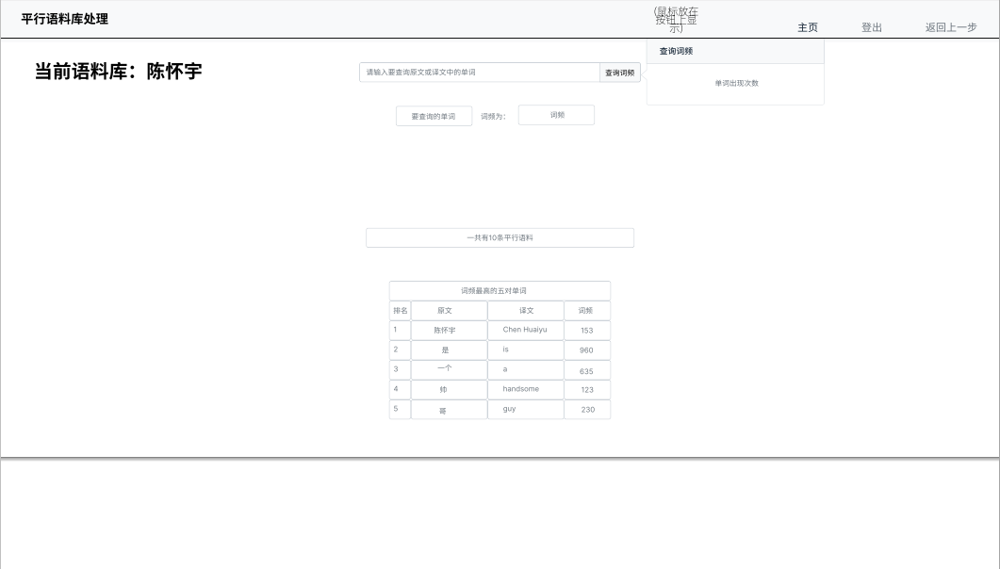 平行语料库处理
(鼠标放在
按钮上显
示)
主页
登出
返回上一步
当前语料库：陈怀宇
请输入要查询原文或译文中的单词
查询词频
查询词频
单词出现次数
要查询的单词
词频为：
词频
一共有10条平行语料
词频最高的五对单词
排名 原文 译文 词频
1 陈怀宇 Chen Huaiyu 153
2 是 is 960
3 一个 a 635
4 帅 handsome 123
5 哥 guy 230